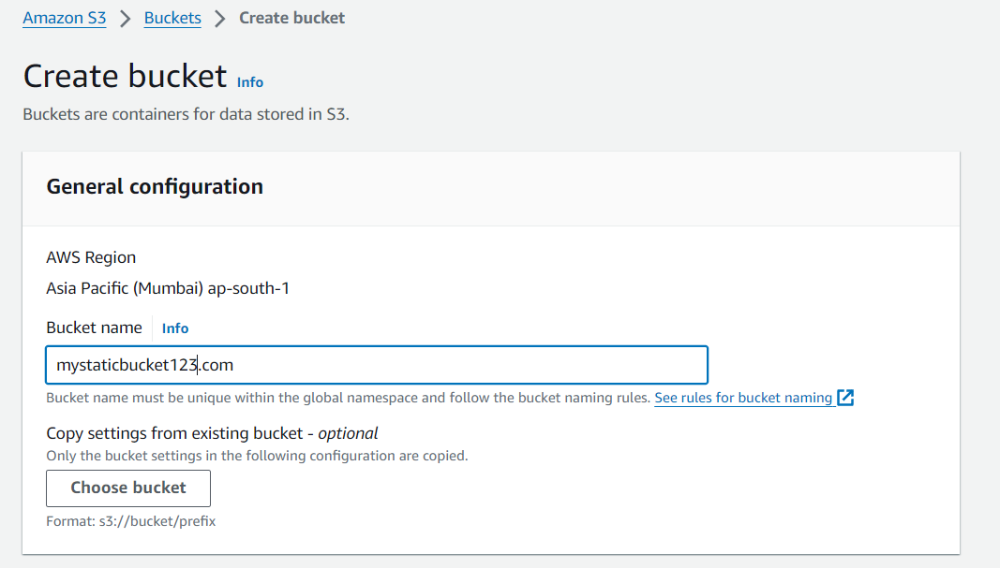 Amazon S3 > Buckets > Create bucket
Create bucket Info
Buckets are containers for data stored in S3.
General configuration
AWS Region
Asia Pacific (Mumbai) ap-south-1
Bucket name Info
mystaticbucket123.com
Bucket name must be unique within the global namespace and follow the bucket naming rules. See rules for bucket naming
Copy settings from existing bucket - optional
Only the bucket settings in the following configuration are copied.
Choose bucket
Format: s3://bucket/prefix